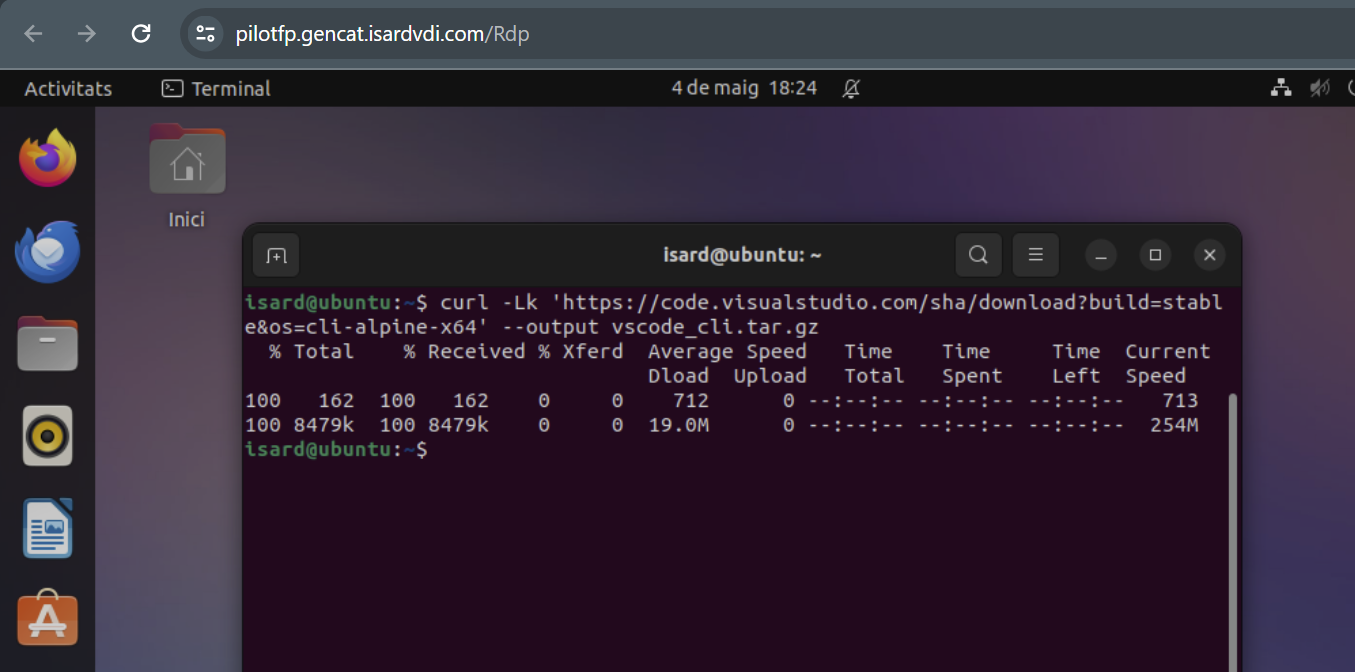 pilotfp.gencat.isardvdi.com/Rdp
Activitats Terminal 4 de maig 18:24
Inici
isard@ubuntu: ~
isard@ubuntu:~$ curl -Lk 'https://code.visualstudio.com/sha/download?build=stabl
e&os=cli-alpine-x64' --output vscode_cli.tar.gz
% Total % Received % Xferd Average Speed Time Time Time Current
Dload Upload Total Spent Left Speed
100 162 100 162 0 0 712 0 --:--:-- --:--:-- --:--:-- 713
100 8479k 100 8479k 0 0 19.0M 0 --:--:-- --:--:-- --:--:-- 254M
isard@ubuntu:~$